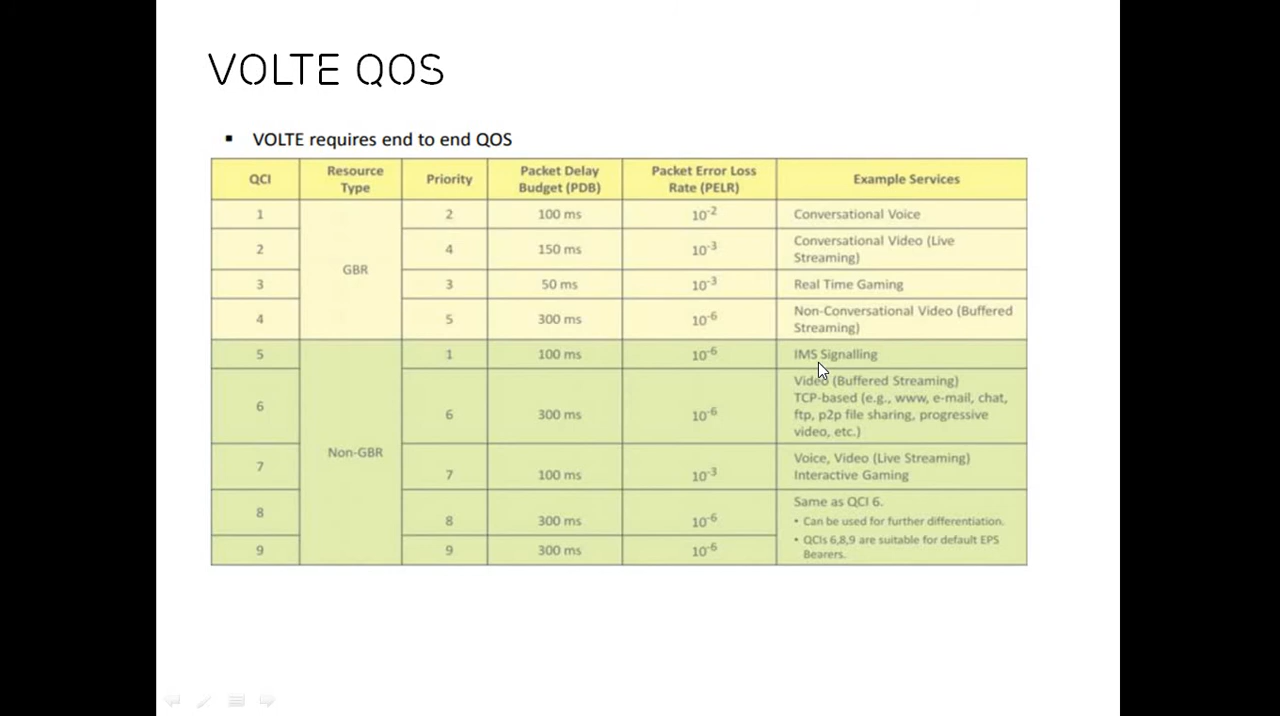 VOLTE QOS
▪ VOLTE requires end to end QOS
QCI Resource Type Priority Packet Delay Budget (PDB) Packet Error Loss Rate (PELR) Example Services
1 GBR 2 100 ms 10⁻² Conversational Voice
2 4 150 ms 10⁻³ Conversational Video (Live
Streaming)
3 3 50 ms 10⁻³ Real Time Gaming
4 5 300 ms 10⁻⁶ Non-Conversational Video (Buffered
Streaming)
5 Non-GBR 1 100 ms 10⁻⁶ IMS Signalling
6 6 300 ms 10⁻⁶ Video (Buffered Streaming)
TCP-based (e.g., www, e-mail, chat,
ftp, p2p file sharing, progressive
video, etc.)
7 7 100 ms 10⁻³ Voice, Video (Live Streaming)
Interactive Gaming
8 8 300 ms 10⁻⁶ Same as QCI 6.
• Can be used for further differentiation.
9 9 300 ms 10⁻⁶ • QCIs 6,8,9 are suitable for default EPS
Bearers.